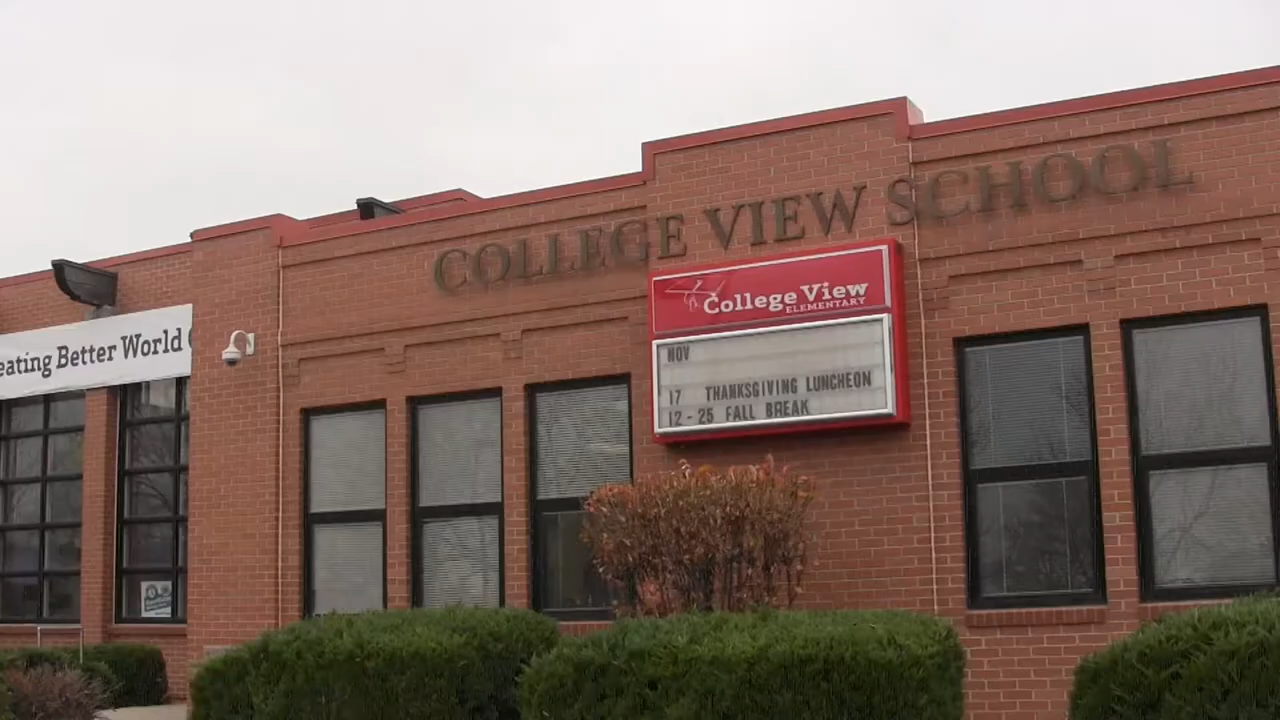 COLLEGE VIEW SCHOOL
College View
ELEMENTARY
NOV
17 THANKSGIVING LUNCHEON
12-25 FALL BREAK
eating Better World